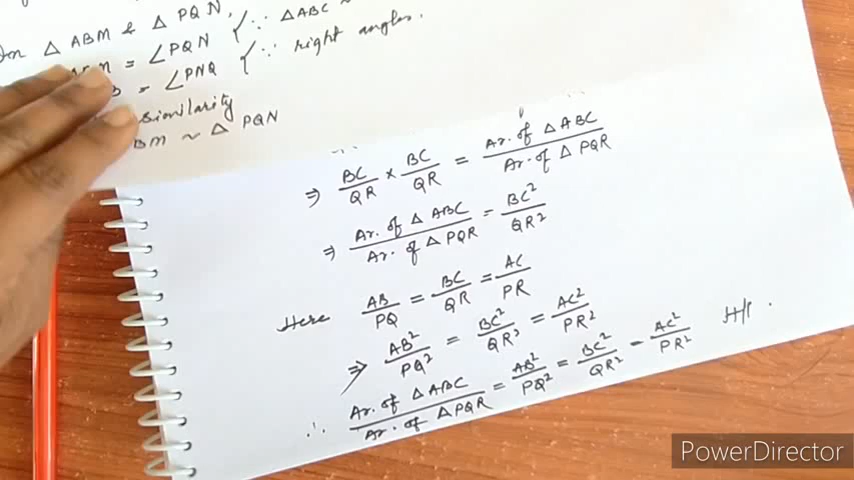 In △ ABM & △ PQN,
= ∠PQN { ∵ △ABC ~
= ∠PNQ { ∵ right angles.
similarity
BM ~ △ PQN
⇒ BC/QR × BC/QR = Ar. of △ ABC/Ar. of △ PQR
⇒ Ar. of △ ABC/Ar. of △ PQR = BC²/QR²
Here AB/PQ = BC/QR = AC/PR
⇒ AB²/PQ² = BC²/QR² = AC²/PR²
∴ Ar. of △ ABC/Ar. of △ PQR = AB²/PQ² = BC²/QR² = AC²/PR²
PowerDirector